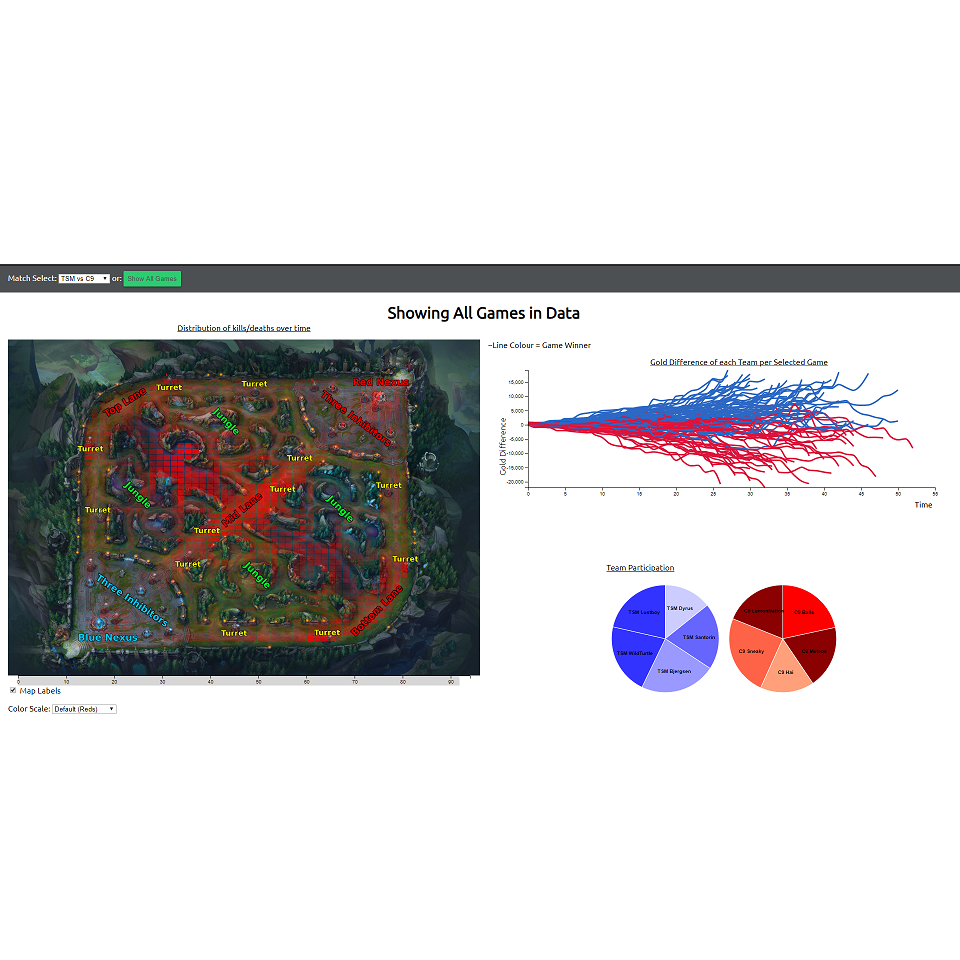 Match Select: TSM vs C9 or: Show All Games
Showing All Games in Data
Distribution of kills/deaths over time
Top Lane
Turret
Turret
Red Nexus
Three Inhibitors
Jungle
Turret
Turret
Jungle
Turret
Turret
Turret
Mid Lane
Jungle
Turret
Turret
Turret
Jungle
Three Inhibitors
Bottom Lane
Blue Nexus
Turret
Turret
0 10 20 30 40 50 60 70 80 90
Map Labels
Color Scale: Default (Reds)
~Line Colour = Game Winner
Gold Difference of each Team per Selected Game
Gold Difference
15,000
10,000
5,000
0
-5,000
-10,000
-15,000
-20,000
0 5 10 15 20 25 30 35 40 45 50 55
Time
Team Participation
TSM Lustboy
TSM Dyrus
TSM Santorin
TSM Bjergsen
TSM WildTurtle
C9 LemonNation
C9 Balls
C9 Meteos
C9 Hai
C9 Sneaky